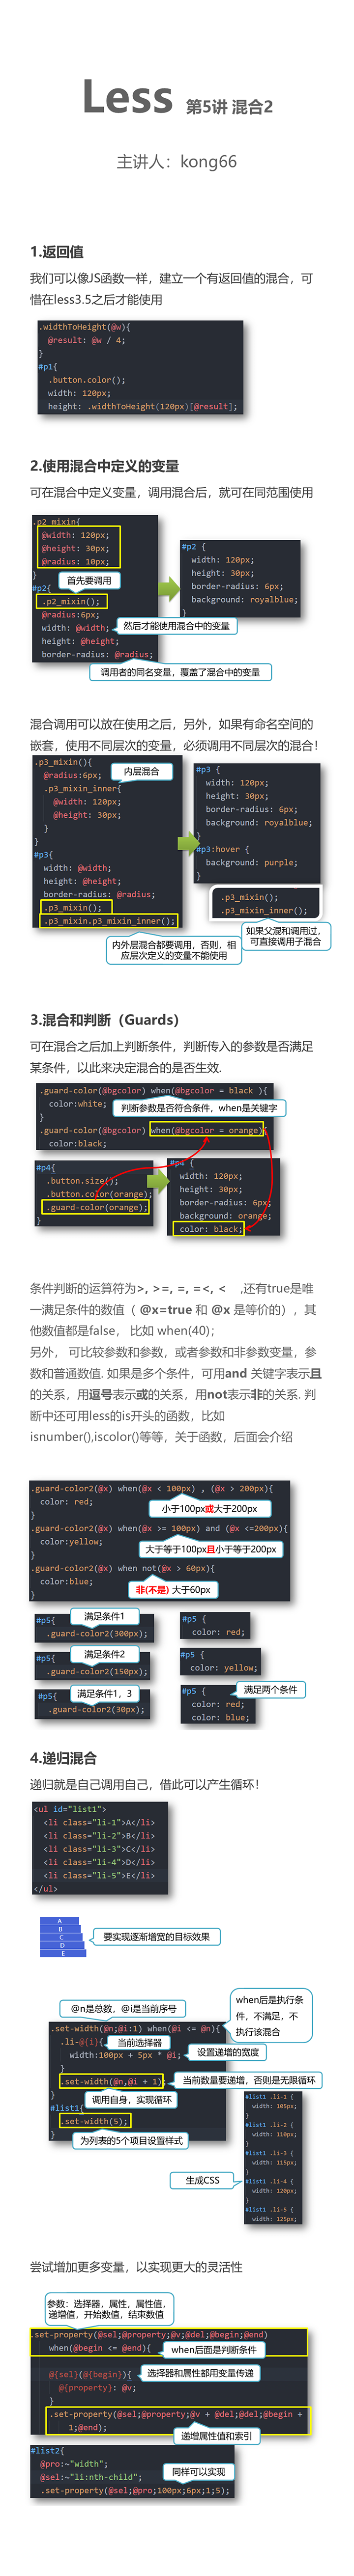 Less 第5讲 混合2
主讲人：kong66
1.返回值
我们可以像JS函数一样，建立一个有返回值的混合，可
惜在less3.5之后才能使用
.widthToHeight(@w){
@result: @w / 4;
}
#p1{
.button.color();
width: 120px;
height: .widthToHeight(120px)[@result];
2.使用混合中定义的变量
可在混合中定义变量，调用混合后，就可在同范围使用
.p2_mixin{
@width: 120px;
@height: 30px;
@radius: 10px;
}
首先要调用
#p2{
.p2_mixin();
@radius:6px;
width: @width;
然后才能使用混合中的变量
height: @height;
border-radius: @radius;
调用者的同名变量，覆盖了混合中的变量
#p2 {
width: 120px;
height: 30px;
border-radius: 6px;
background: royalblue;
}
混合调用可以放在使用之后，另外，如果有命名空间的
嵌套，使用不同层次的变量，必须调用不同层次的混合！
.p3_mixin(){
@radius:6px;
内层混合
.p3_mixin_inner{
@width: 120px;
@height: 30px;
}
}
#p3{
width: @width;
height: @height;
border-radius: @radius;
.p3_mixin();
.p3_mixin.p3_mixin_inner();
内外层混合都要调用，否则，相
应层次定义的变量不能使用
#p3 {
width: 120px;
height: 30px;
border-radius: 6px;
background: royalblue;
}
#p3:hover {
background: purple;
}
.p3_mixin();
.p3_mixin_inner();
如果父混和调用过，
可直接调用子混合
3.混合和判断（Guards）
可在混合之后加上判断条件，判断传入的参数是否满足
某条件，以此来决定混合的是否生效.
.guard-color(@bgcolor) when(@bgcolor = black ){
color:white;
判断参数是否符合条件，when是关键字
}
.guard-color(@bgcolor) when(@bgcolor = orange){
color:black;
#p4{
.button.size();
.button.color(orange);
.guard-color(orange);
}
#p4 {
width: 120px;
height: 30px;
border-radius: 6px;
background: orange;
color: black;
条件判断的运算符为>, >=, =, =<, < ,还有true是唯
一满足条件的数值（ @x=true 和 @x 是等价的），其
他数值都是false， 比如 when(40)；
另外， 可比较参数和参数，或者参数和非参数变量，参
数和普通数值. 如果是多个条件，可用and 关键字表示且
的关系，用逗号表示或的关系，用not表示非的关系. 判
断中还可用less的is开头的函数，比如
isnumber(),iscolor()等等，关于函数，后面会介绍
.guard-color2(@x) when(@x < 100px) , (@x > 200px){
color: red;
小于100px或大于200px
}
.guard-color2(@x) when(@x >= 100px) and (@x <=200px){
color:yellow;
大于等于100px且小于等于200px
}
.guard-color2(@x) when not(@x > 60px){
color:blue;
非(不是) 大于60px
}
#p5{
满足条件1
.guard-color2(300px);
#p5 {
color: red;
#p5{
满足条件2
.guard-color2(150px);
#p5 {
color: yellow;
#p5{
满足条件1，3
.guard-color2(30px);
#p5 {
满足两个条件
color: red;
color: blue;
4.递归混合
递归就是自己调用自己，借此可以产生循环！
<ul id="list1">
<li class="li-1">A</li>
<li class="li-2">B</li>
<li class="li-3">C</li>
<li class="li-4">D</li>
<li class="li-5">E</li>
</ul>
A
B
C
D
E
要实现逐渐增宽的目标效果
@n是总数，@i是当前序号
when后是执行条
件，不满足，不
执行该混合
.set-width(@n;@i:1) when(@i <= @n){
.li-@{i}{
当前选择器
width:100px + 5px * @i;
设置递增的宽度
}
.set-width(@n,@i + 1);
当前数量要递增，否则是无限循环
}
调用自身，实现循环
#list1{
.set-width(5);
}
为列表的5个项目设置样式
生成CSS
#list1 .li-1 {
width: 105px;
}
#list1 .li-2 {
width: 110px;
}
#list1 .li-3 {
width: 115px;
}
#list1 .li-4 {
width: 120px;
}
#list1 .li-5 {
width: 125px;
尝试增加更多变量，以实现更大的灵活性
参数：选择器，属性，属性值，
递增值，开始数值，结束数值
.set-property(@sel;@property;@v;@del;@begin;@end)
when(@begin <= @end){
when后面是判断条件
@{sel}(@{begin}){
选择器和属性都用变量传递
@{property}: @v;
}
.set-property(@sel;@property;@v + @del;@del;@begin +
1;@end);
递增属性值和索引
#list2{
@pro:~"width";
@sel:~"li:nth-child";
同样可以实现
.set-property(@sel;@pro;100px;6px;1;5);